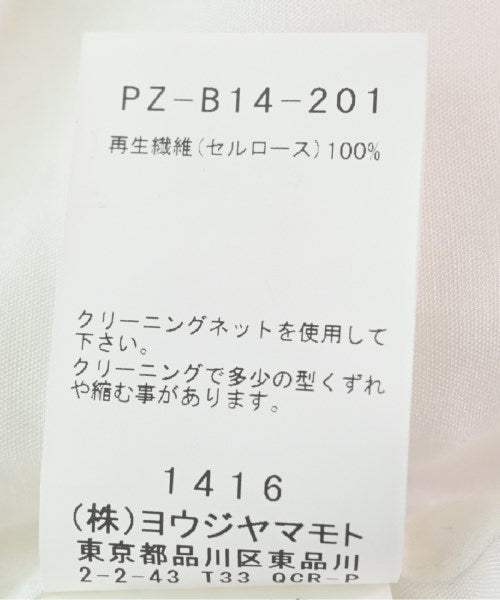 PZ-B14-201
再生繊維(セルロース)100%
クリーニングネットを使用して
下さい。
クリーニングで多少の型くずれ
や縮む事があります。
1416
(株)ヨウジヤマモト
東京都品川区東品川
2-2-43 T33 QCR-P